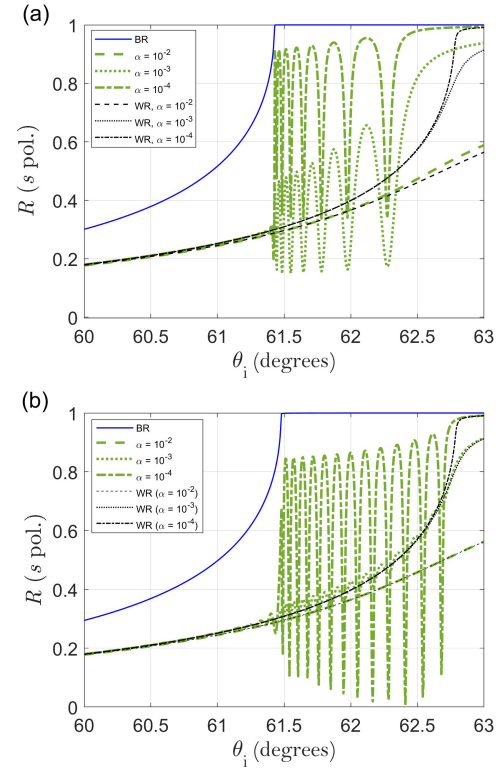 (a)
1
0.8
0.6
0.4
0.2
0
R (s pol.)
BR
α = 10-2
α = 10-3
α = 10-4
WR, α = 10-2
WR, α = 10-3
WR, α = 10-4
60 60.5 61 61.5 62 62.5 63
θi (degrees)
(b)
1
0.8
0.6
0.4
0.2
0
R (s pol.)
BR
α = 10-2
α = 10-3
α = 10-4
WR (α = 10-2)
WR (α = 10-3)
WR (α = 10-4)
60 60.5 61 61.5 62 62.5 63
θi (degrees)